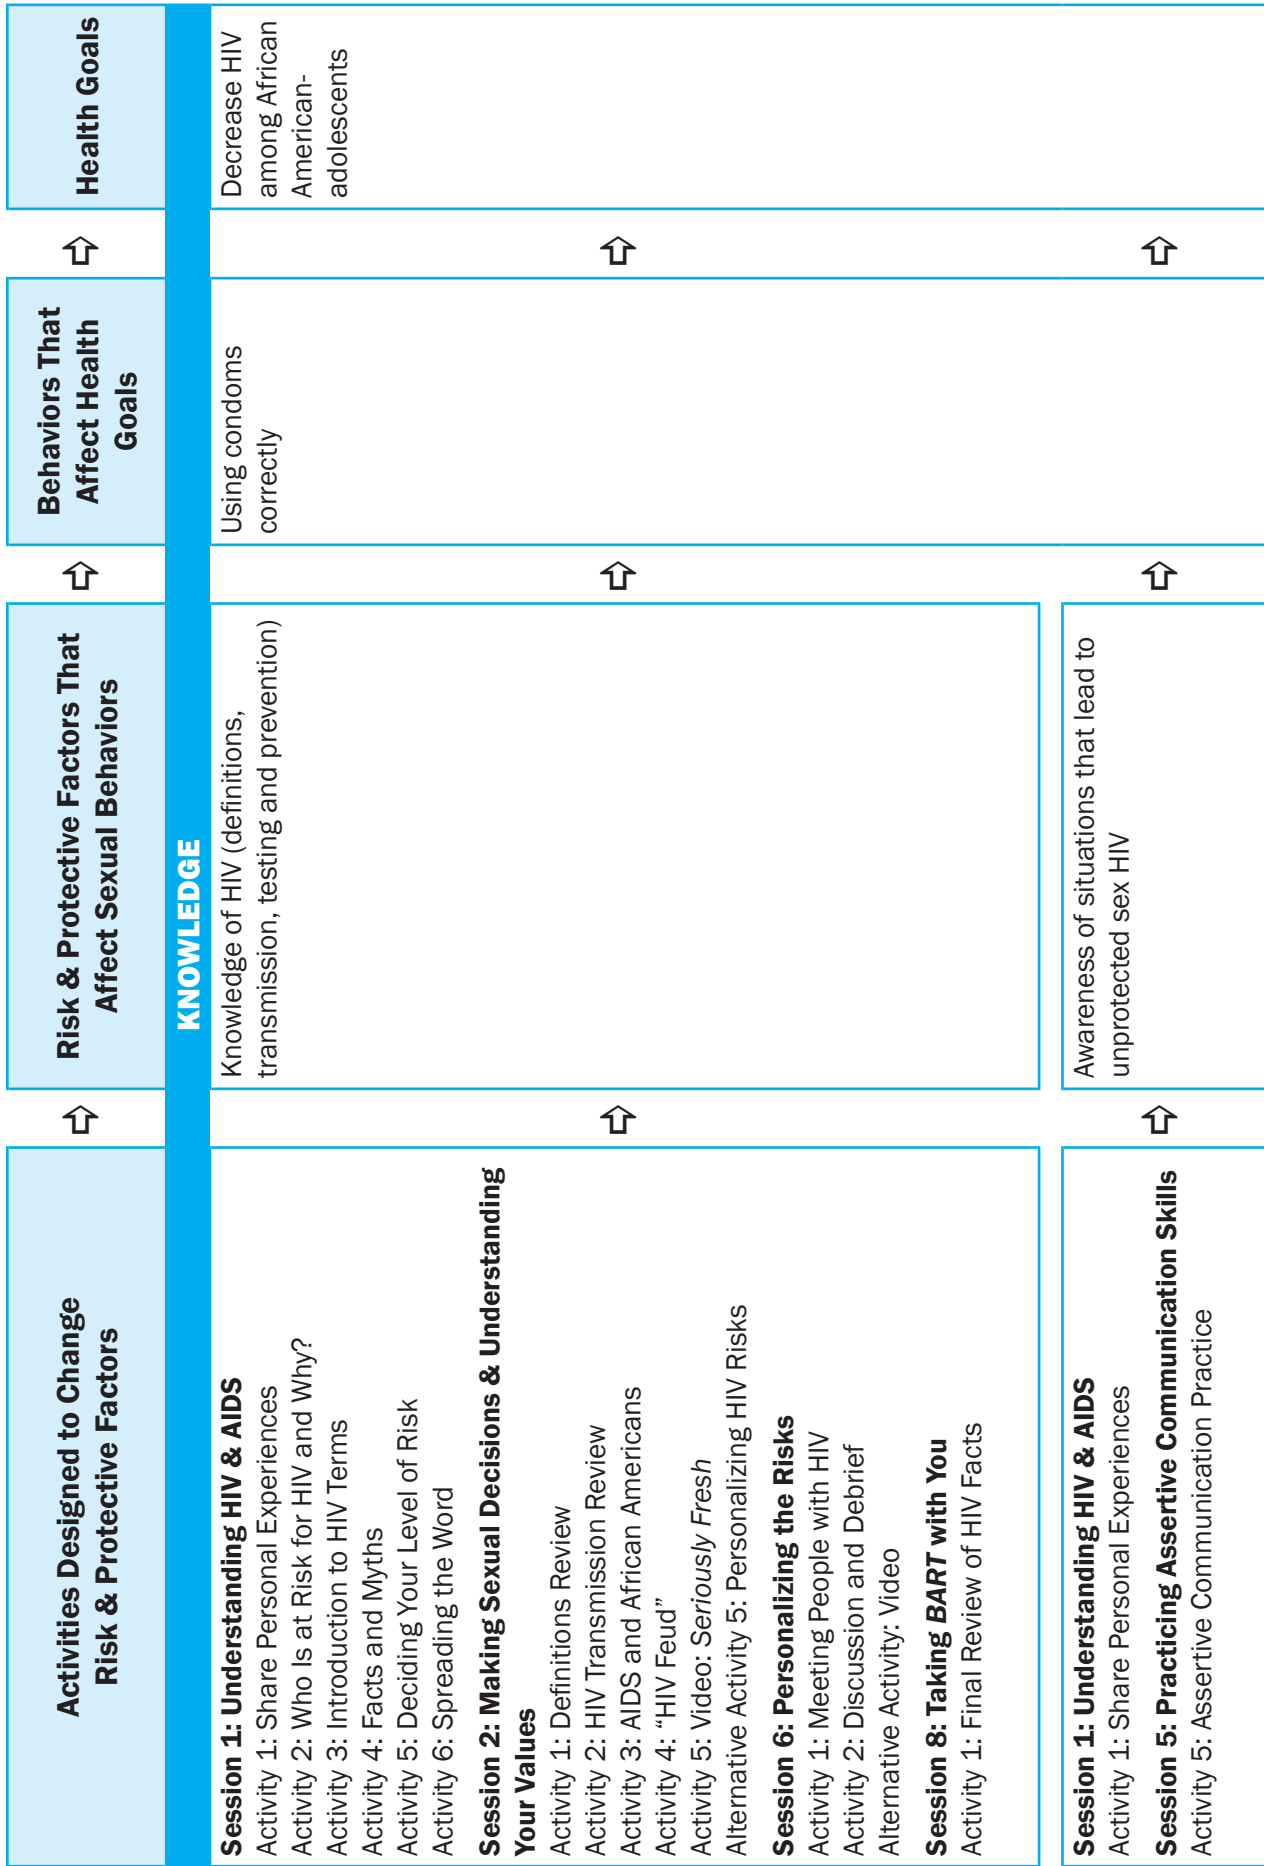 Activities Designed to Change
Risk & Protective Factors
Risk & Protective Factors That
Affect Sexual Behaviors
Behaviors That
Affect Health
Goals
Health Goals
KNOWLEDGE
Session 1: Understanding HIV & AIDS
Activity 1: Share Personal Experiences
Activity 2: Who Is at Risk for HIV and Why?
Activity 3: Introduction to HIV Terms
Activity 4: Facts and Myths
Activity 5: Deciding Your Level of Risk
Activity 6: Spreading the Word
Session 2: Making Sexual Decisions & Understanding
Your Values
Activity 1: Definitions Review
Activity 2: HIV Transmission Review
Activity 3: AIDS and African Americans
Activity 4: “HIV Feud”
Activity 5: Video: Seriously Fresh
Alternative Activity 5: Personalizing HIV Risks
Session 6: Personalizing the Risks
Activity 1: Meeting People with HIV
Activity 2: Discussion and Debrief
Alternative Activity: Video
Session 8: Taking BART with You
Activity 1: Final Review of HIV Facts
Knowledge of HIV (definitions,
transmission, testing and prevention)
Using condoms
correctly
Decrease HIV
among African
American-
adolescents
Session 1: Understanding HIV & AIDS
Activity 1: Share Personal Experiences
Session 5: Practicing Assertive Communication Skills
Activity 5: Assertive Communication Practice
Awareness of situations that lead to
unprotected sex HIV